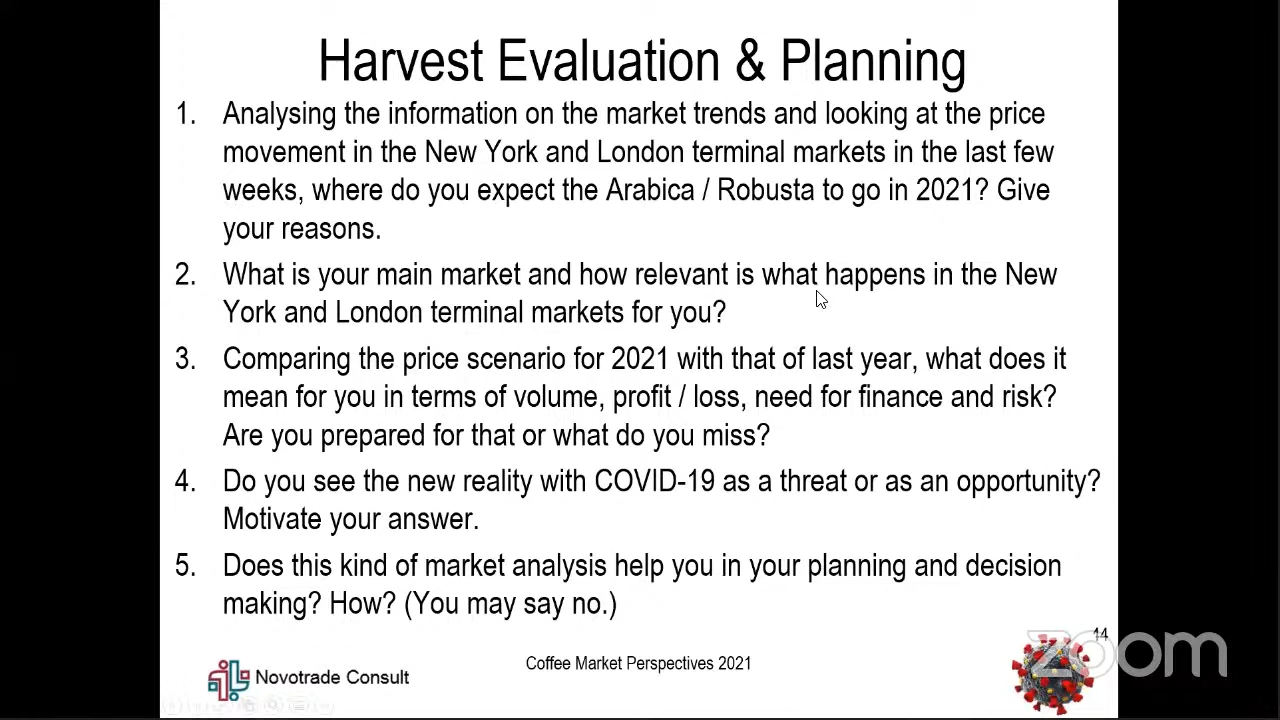 Harvest Evaluation & Planning
1. Analysing the information on the market trends and looking at the price
movement in the New York and London terminal markets in the last few
weeks, where do you expect the Arabica / Robusta to go in 2021? Give
your reasons.
2. What is your main market and how relevant is what happens in the New
York and London terminal markets for you?
3. Comparing the price scenario for 2021 with that of last year, what does it
mean for you in terms of volume, profit / loss, need for finance and risk?
Are you prepared for that or what do you miss?
4. Do you see the new reality with COVID-19 as a threat or as an opportunity?
Motivate your answer.
5. Does this kind of market analysis help you in your planning and decision
making? How? (You may say no.)
44
Novotrade Consult
Coffee Market Perspectives 2021
zoom